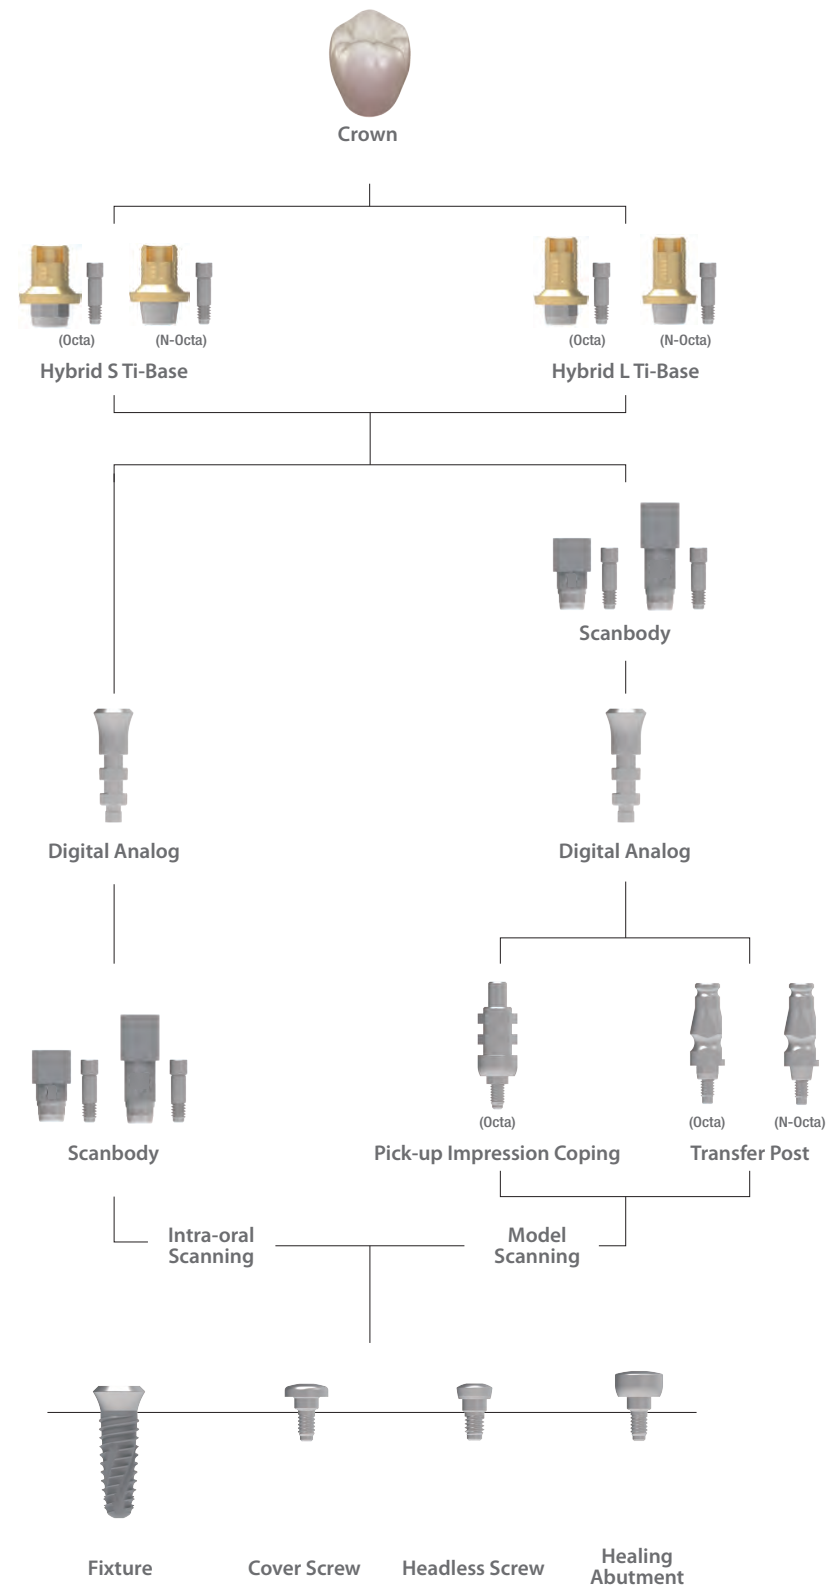 Crown
(Octa)
(N-Octa)
(Octa)
(N-Octa)
Hybrid S Ti-Base
Hybrid L Ti-Base
Scanbody
Digital Analog
Digital Analog
(Octa)
(Octa)
(N-Octa)
Scanbody
Pick-up Impression Coping
Transfer Post
Intra-oral
Scanning
Model
Scanning
Fixture
Cover Screw
Headless Screw
Healing
Abutment